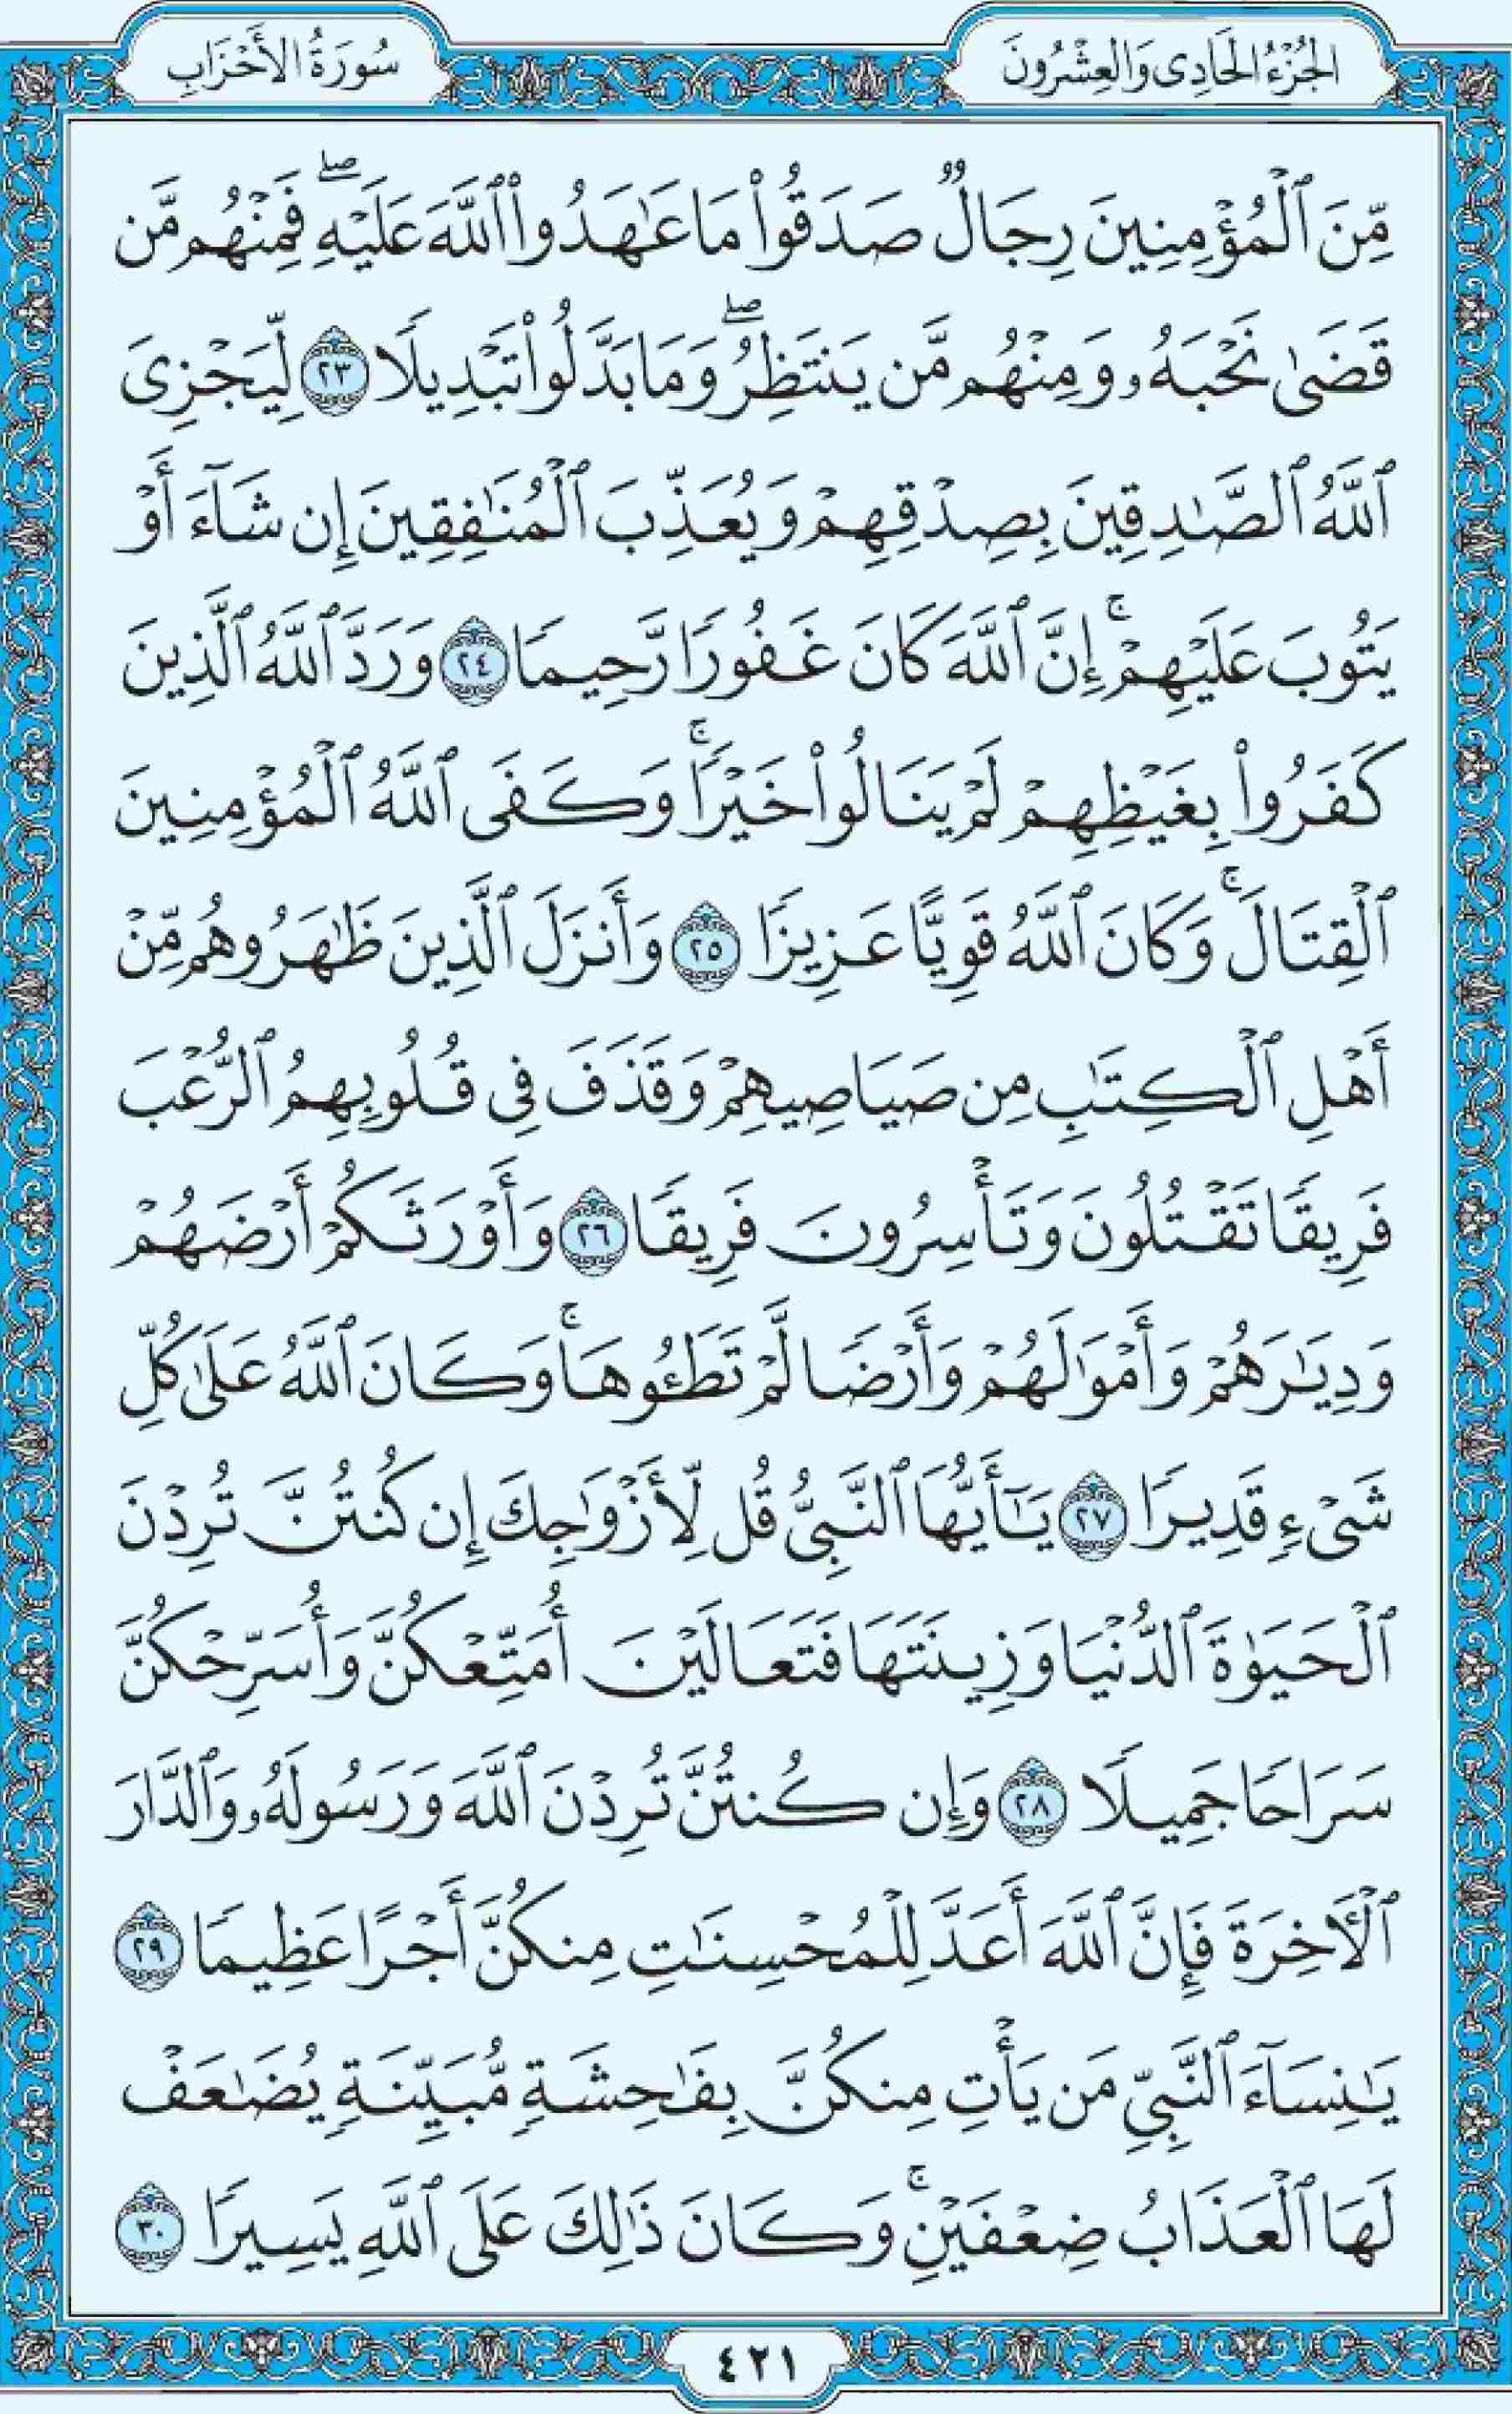 الجُزْءُ الحَادِى وَالعِشْرُونَ
سُورَةُ الأَحْزَابِ
مِّنَ ٱلْمُؤْمِنِينَ رِجَالٌ صَدَقُوا۟ مَا عَٰهَدُوا۟ ٱللَّهَ عَلَيْهِ ۖ فَمِنْهُم مَّن
قَضَىٰ نَحْبَهُۥ وَمِنْهُم مَّن يَنتَظِرُ ۖ وَمَا بَدَّلُوا۟ تَبْدِيلًا ٢٣ لِّيَجْزِىَ
ٱللَّهُ ٱلصَّٰدِقِينَ بِصِدْقِهِمْ وَيُعَذِّبَ ٱلْمُنَٰفِقِينَ إِن شَآءَ أَوْ
يَتُوبَ عَلَيْهِمْ ۚ إِنَّ ٱللَّهَ كَانَ غَفُورًا رَّحِيمًا ٢٤ وَرَدَّ ٱللَّهُ ٱلَّذِينَ
كَفَرُوا۟ بِغَيْظِهِمْ لَمْ يَنَالُوا۟ خَيْرًا ۚ وَكَفَى ٱللَّهُ ٱلْمُؤْمِنِينَ
ٱلْقِتَالَ ۚ وَكَانَ ٱللَّهُ قَوِيًّا عَزِيزًا ٢٥ وَأَنزَلَ ٱلَّذِينَ ظَٰهَرُوهُم مِّنْ
أَهْلِ ٱلْكِتَٰبِ مِن صَيَاصِيهِمْ وَقَذَفَ فِى قُلُوبِهِمُ ٱلرُّعْبَ
فَرِيقًا تَقْتُلُونَ وَتَأْسِرُونَ فَرِيقًا ٢٦ وَأَوْرَثَكُمْ أَرْضَهُمْ
وَدِيَٰرَهُمْ وَأَمْوَٰلَهُمْ وَأَرْضًا لَّمْ تَطَـُٔوهَا ۚ وَكَانَ ٱللَّهُ عَلَىٰ كُلِّ
شَىْءٍ قَدِيرًا ٢٧ يَٰٓأَيُّهَا ٱلنَّبِىُّ قُل لِّأَزْوَٰجِكَ إِن كُنتُنَّ تُرِدْنَ
ٱلْحَيَوٰةَ ٱلدُّنْيَا وَزِينَتَهَا فَتَعَالَيْنَ أُمَتِّعْكُنَّ وَأُسَرِّحْكُنَّ
سَرَاحًا جَمِيلًا ٢٨ وَإِن كُنتُنَّ تُرِدْنَ ٱللَّهَ وَرَسُولَهُۥ وَٱلدَّارَ
ٱلْءَاخِرَةَ فَإِنَّ ٱللَّهَ أَعَدَّ لِلْمُحْسِنَٰتِ مِنكُنَّ أَجْرًا عَظِيمًا ٢٩
يَٰنِسَآءَ ٱلنَّبِىِّ مَن يَأْتِ مِنكُنَّ بِفَٰحِشَةٍ مُّبَيِّنَةٍ يُضَٰعَفْ
لَهَا ٱلْعَذَابُ ضِعْفَيْنِ ۚ وَكَانَ ذَٰلِكَ عَلَى ٱللَّهِ يَسِيرًا ٣٠
٤٢١